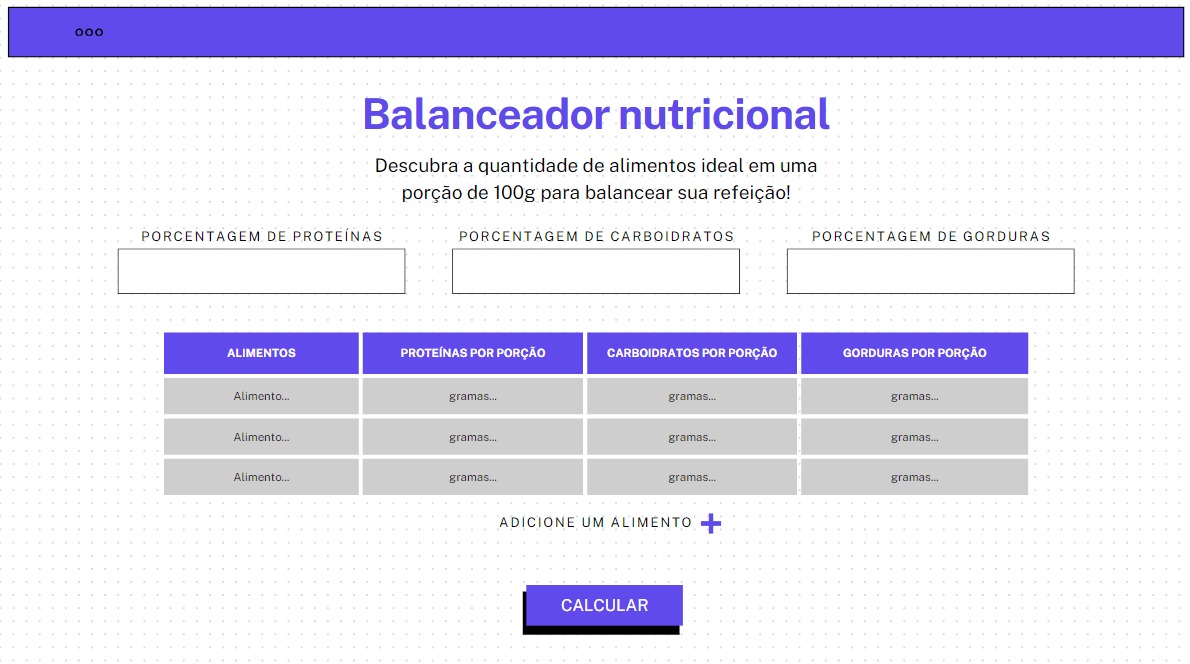 Balanceador nutricional
Descubra a quantidade de alimentos ideal em uma
porção de 100g para balancear sua refeição!
PORCENTAGEM DE PROTEÍNAS PORCENTAGEM DE CARBOIDRATOS PORCENTAGEM DE GORDURAS
ALIMENTOS PROTEÍNAS POR PORÇÃO CARBOIDRATOS POR PORÇÃO GORDURAS POR PORÇÃO
Alimento... gramas... gramas... gramas...
Alimento... gramas... gramas... gramas...
Alimento... gramas... gramas... gramas...
ADICIONE UM ALIMENTO +
CALCULAR